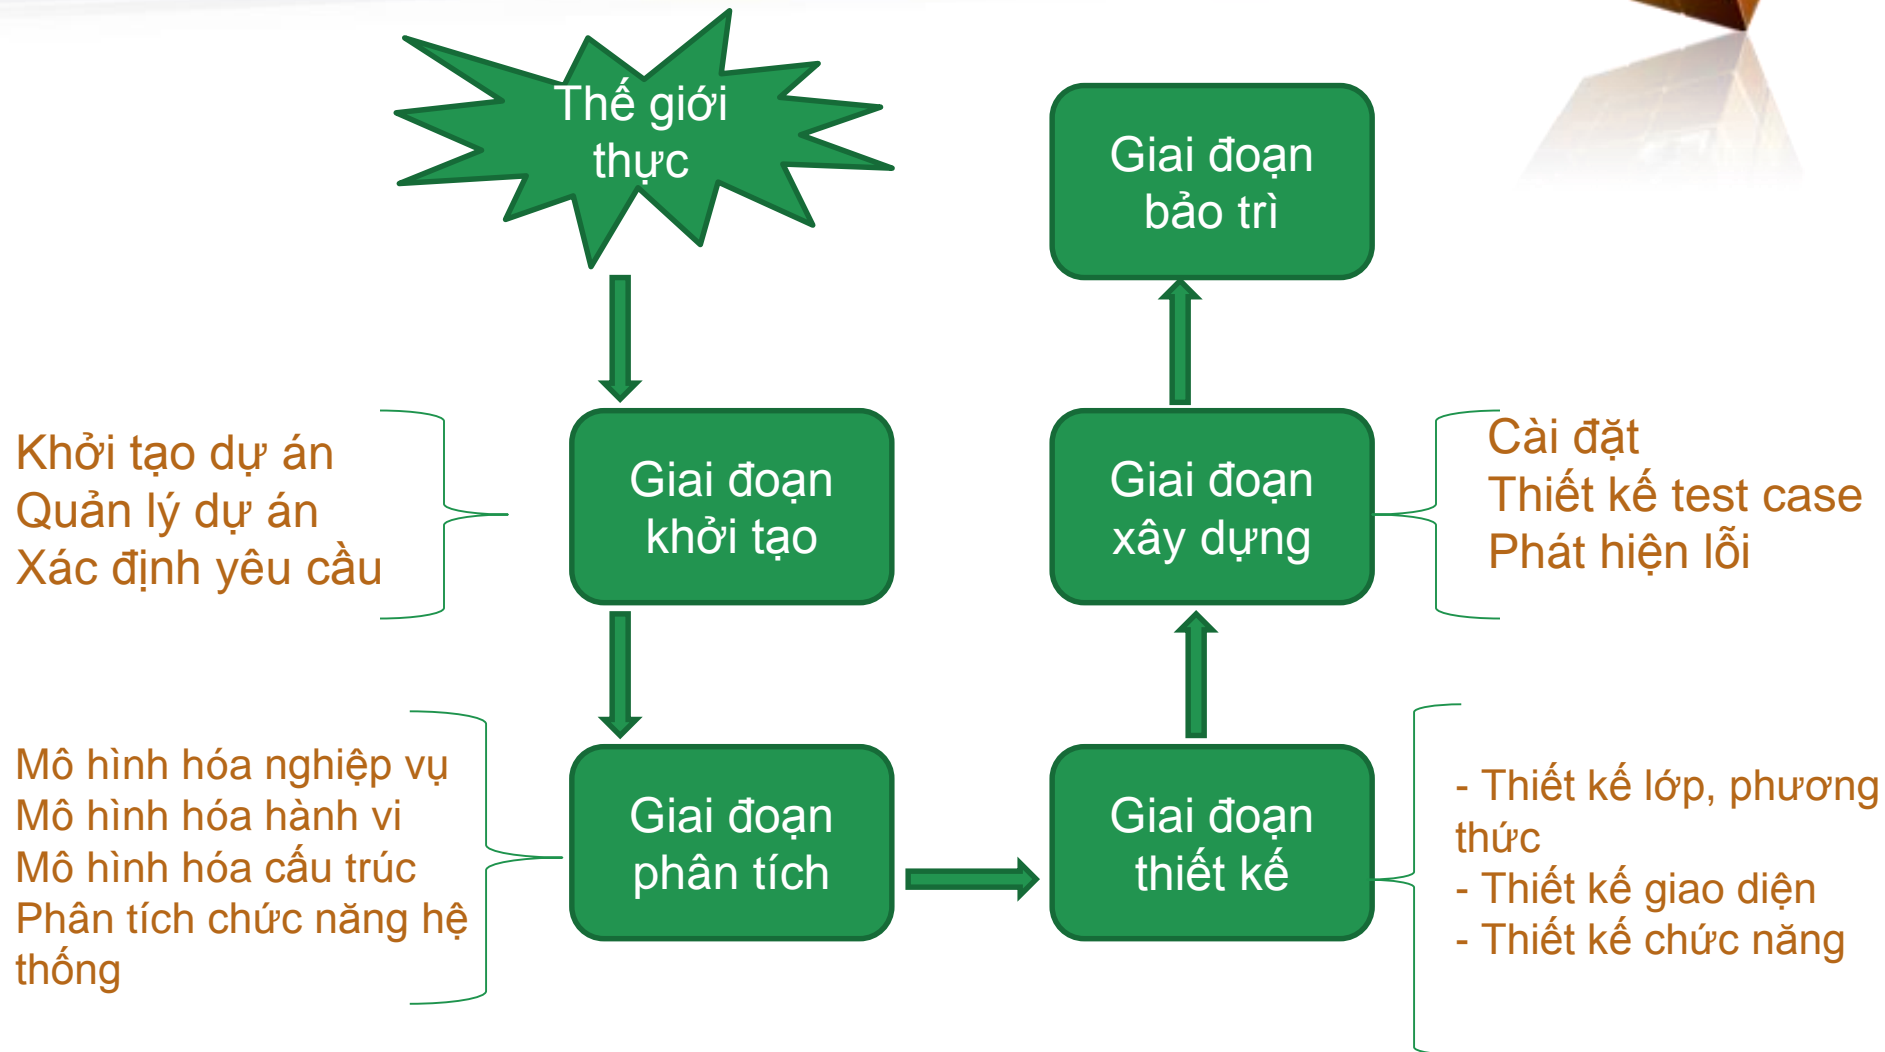 Thế giới
thực
Giai đoạn
bảo trì
Khởi tạo dự án
Quản lý dự án
Xác định yêu cầu
Giai đoạn
khởi tạo
Giai đoạn
xây dựng
Cài đặt
Thiết kế test case
Phát hiện lỗi
Mô hình hóa nghiệp vụ
Mô hình hóa hành vi
Mô hình hóa cấu trúc
Phân tích chức năng hệ
thống
Giai đoạn
phân tích
Giai đoạn
thiết kế
- Thiết kế lớp, phương
thức
- Thiết kế giao diện
- Thiết kế chức năng